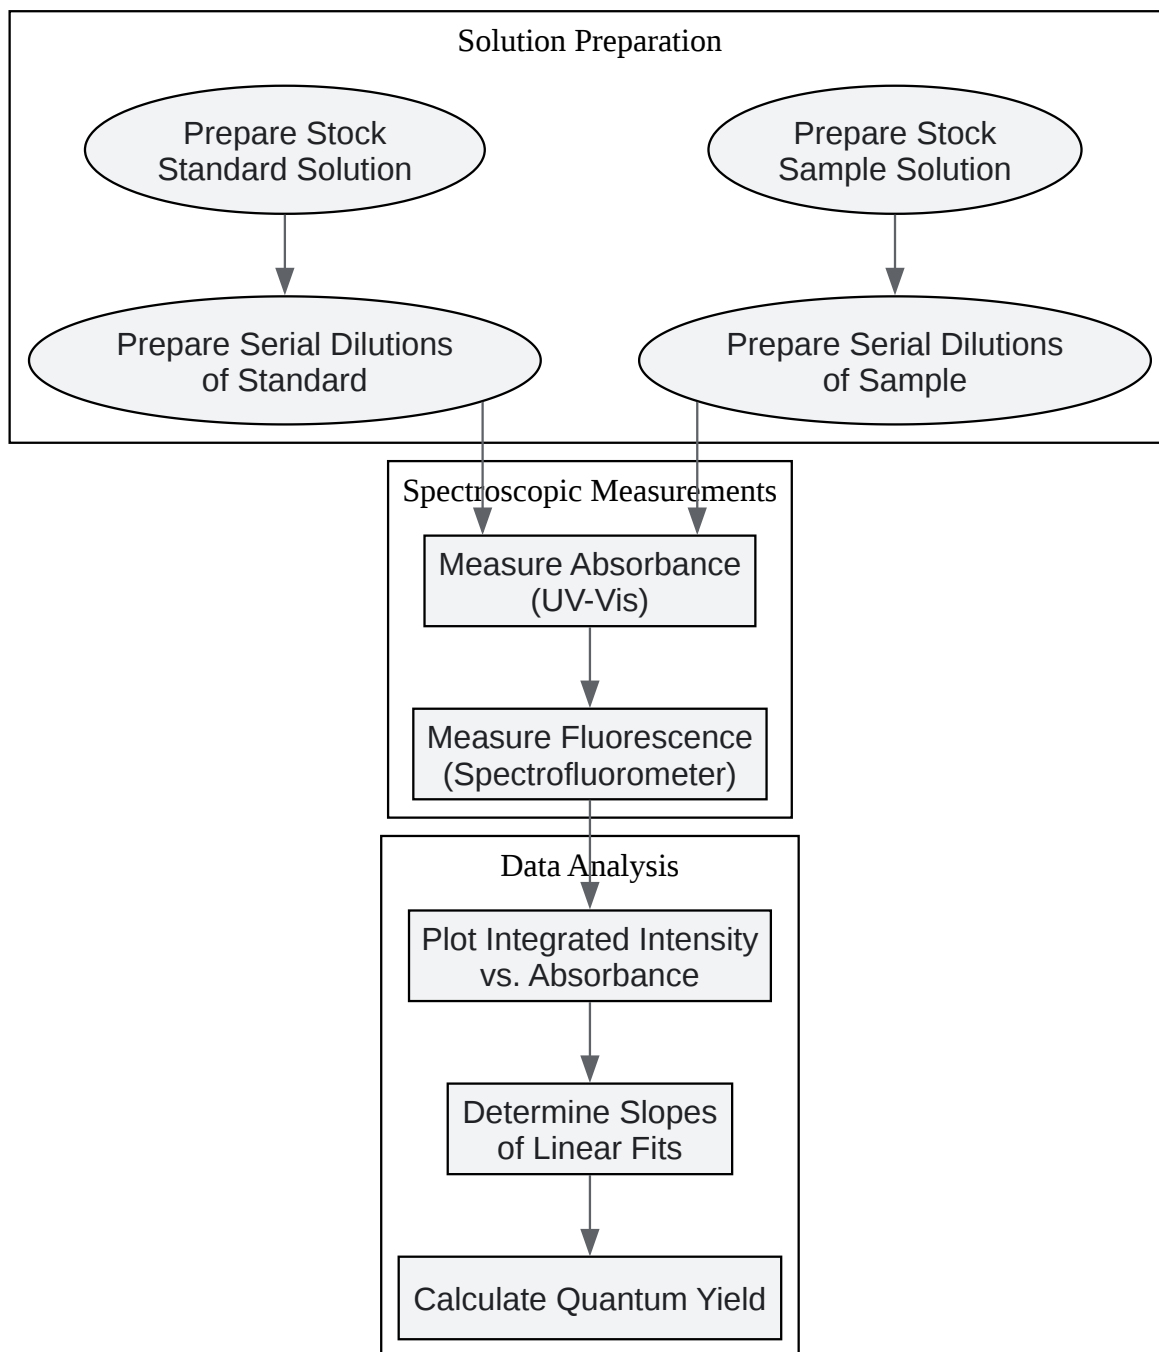 Solution Preparation
Prepare Stock
Standard Solution
Prepare Stock
Sample Solution
Prepare Serial Dilutions
of Standard
Prepare Serial Dilutions
of Sample
Spectroscopic Measurements
Measure Absorbance
(UV-Vis)
Measure Fluorescence
(Spectrofluorometer)
Data Analysis
Plot Integrated Intensity
vs. Absorbance
Determine Slopes
of Linear Fits
Calculate Quantum Yield